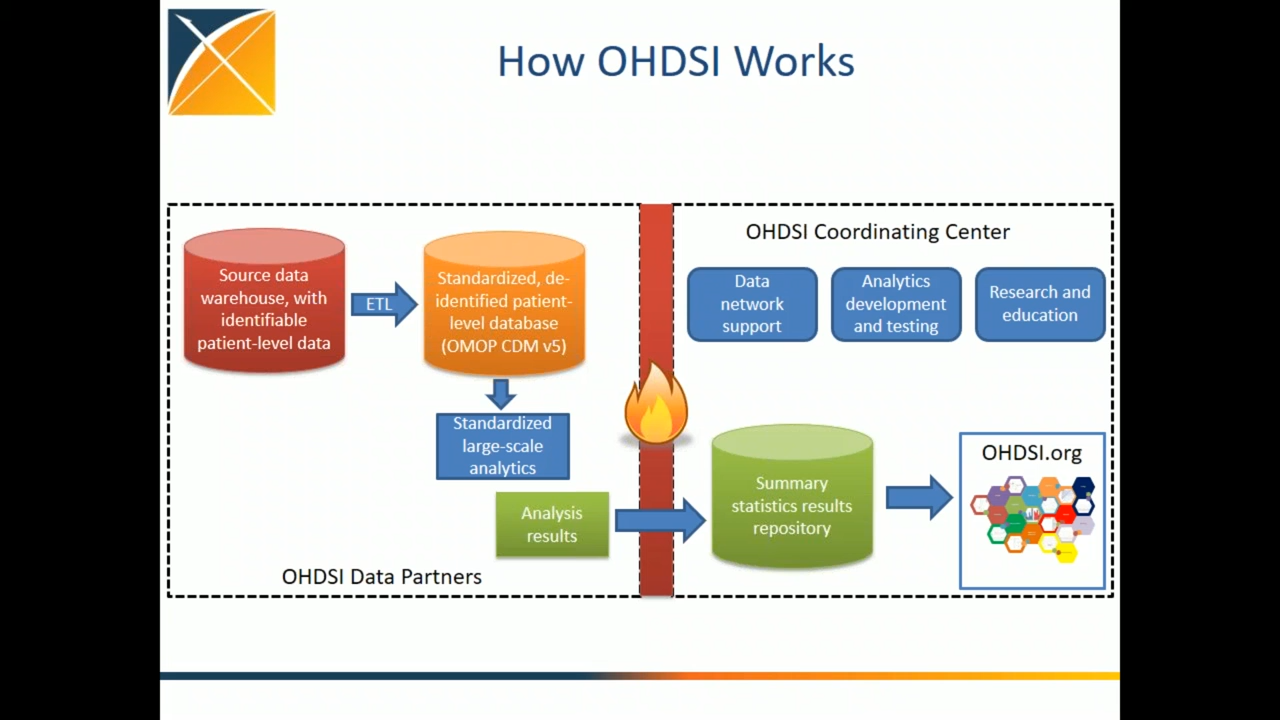 How OHDSI Works
Source data
warehouse, with
identifiable
patient-level data
ETL
Standardized, de-
identified patient-
level database
(OMOP CDM v5)
Standardized
large-scale
analytics
Analysis
results
OHDSI Data Partners
OHDSI Coordinating Center
Data
network
support
Analytics
development
and testing
Research and
education
Summary
statistics results
repository
OHDSI.org